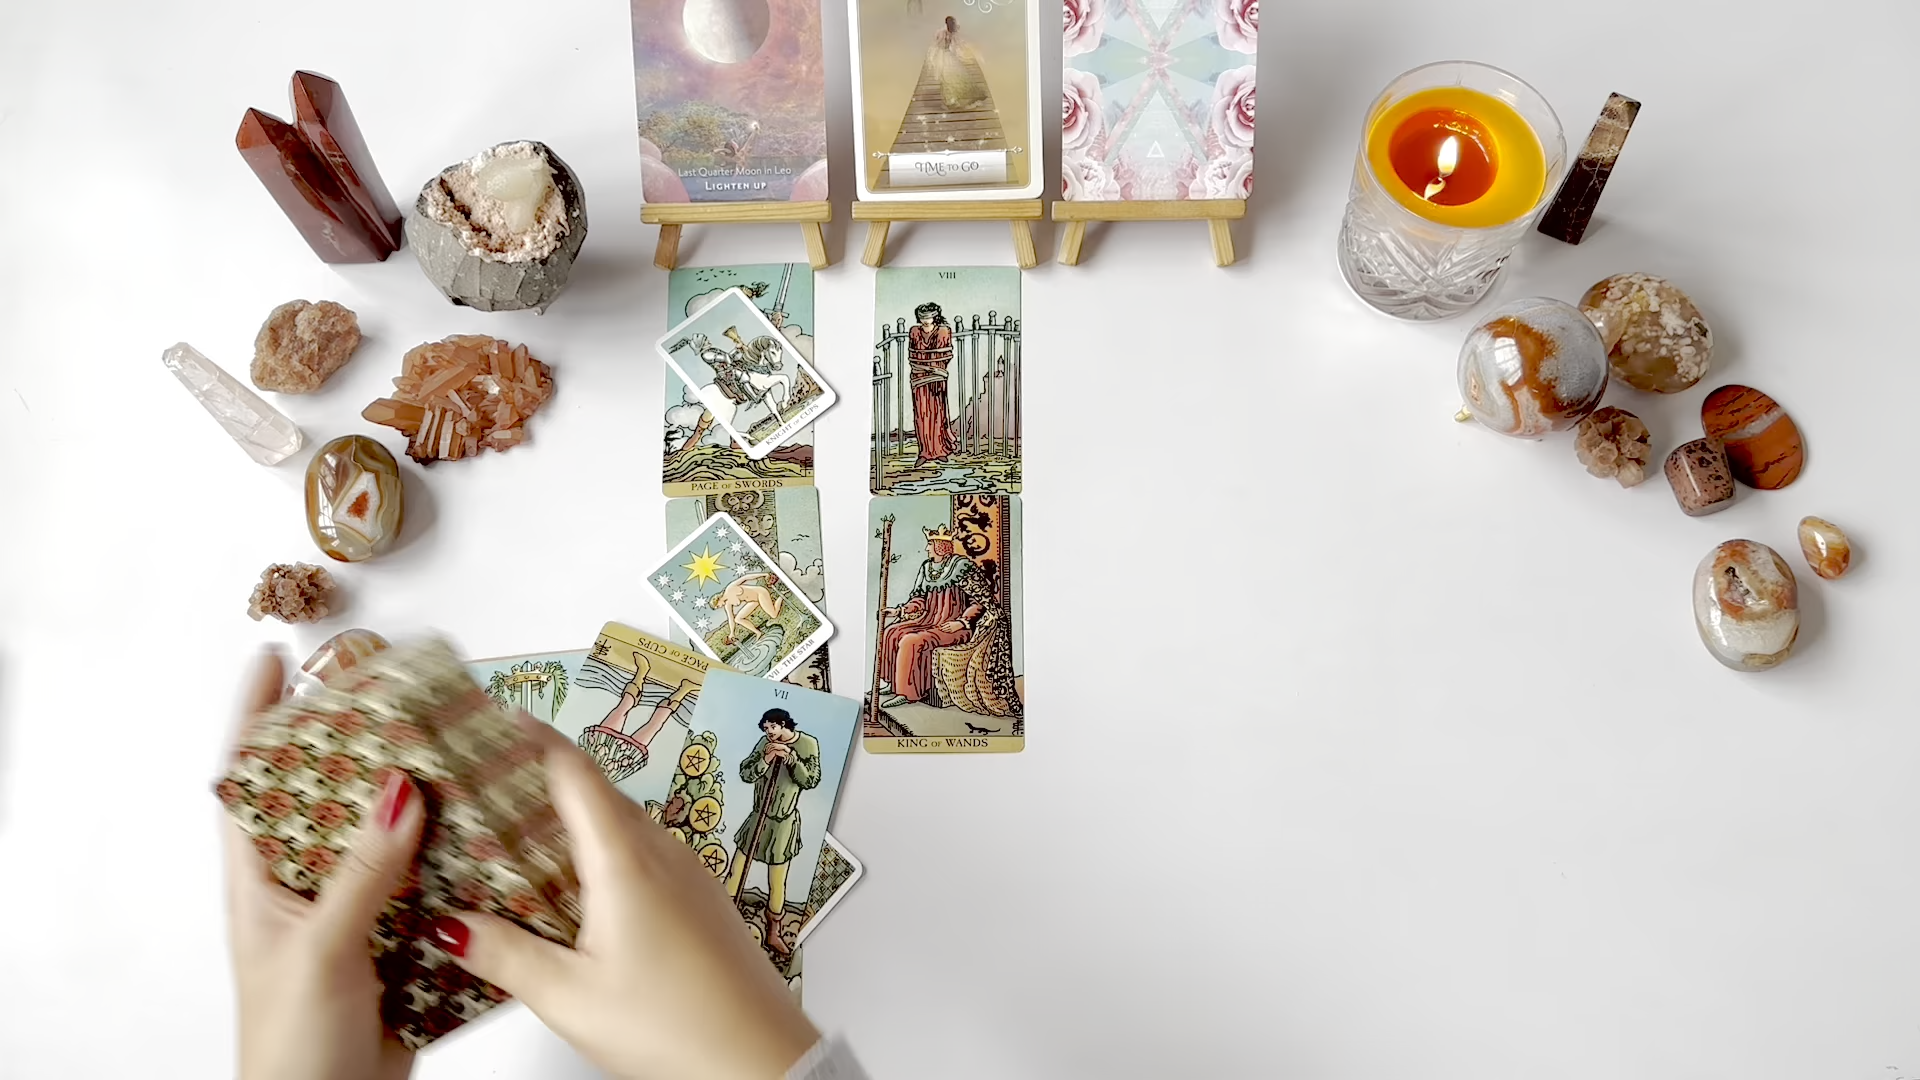 Last Quarter Moon in Leo
LIGHTEN UP
TIME TO GO
VIII
KNIGHT OF CUPS
PAGE OF SWORDS
VII • THE STAR
PAGE OF CUPS
VII
KING OF WANDS